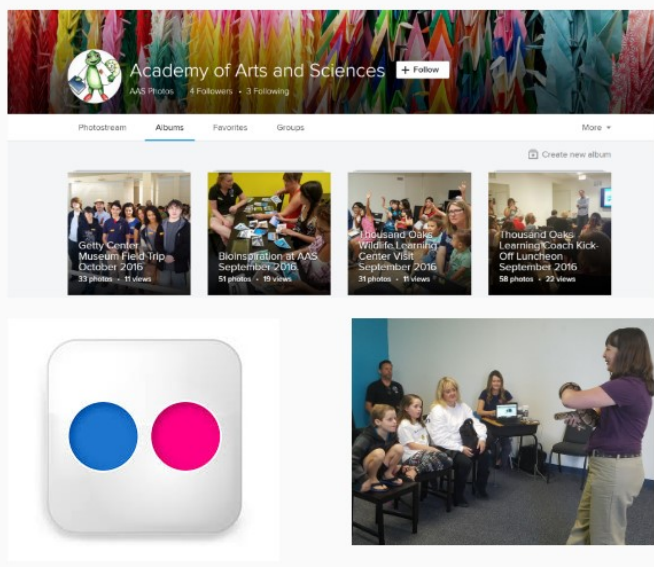 Academy of Arts and Sciences
+ Follow
AAS Photos 4 Followers • 3 Following
Photostream Albums Favorites Groups More
Create new album
Getty Center
Museum Field Trip
October 2016
33 photos • 11 views
Bioinspiration at AAS
September 2016
51 photos • 19 views
Thousand Oaks
Wildlife Learning
Center Visit
September 2016
31 photos • 11 views
Thousand Oaks
Learning Coach Kick-
Off Luncheon
September 2016
58 photos • 22 views